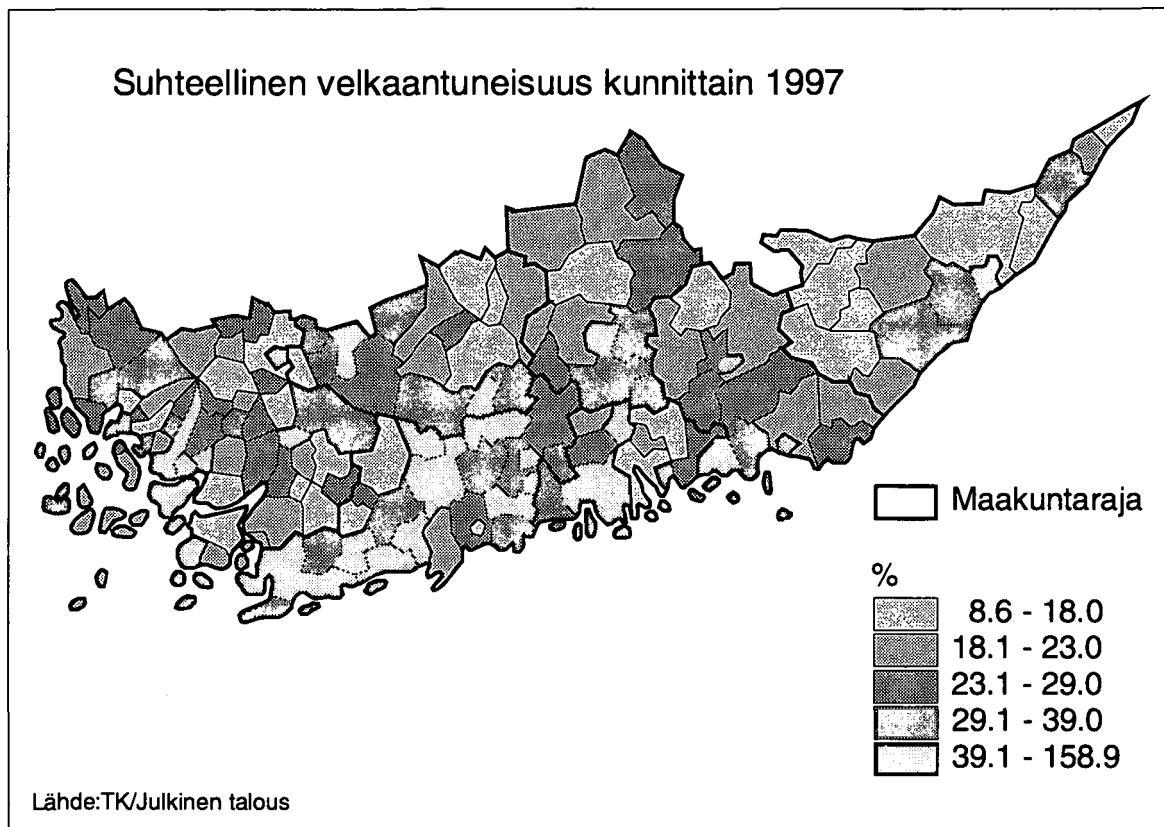 Suhteellinen velkaantuneisuus kunnittain 1997
Maakuntaraja
%
8.6 - 18.0
18.1 - 23.0
23.1 - 29.0
29.1 - 39.0
39.1 - 158.9
Lähde:TK/Julkinen talous